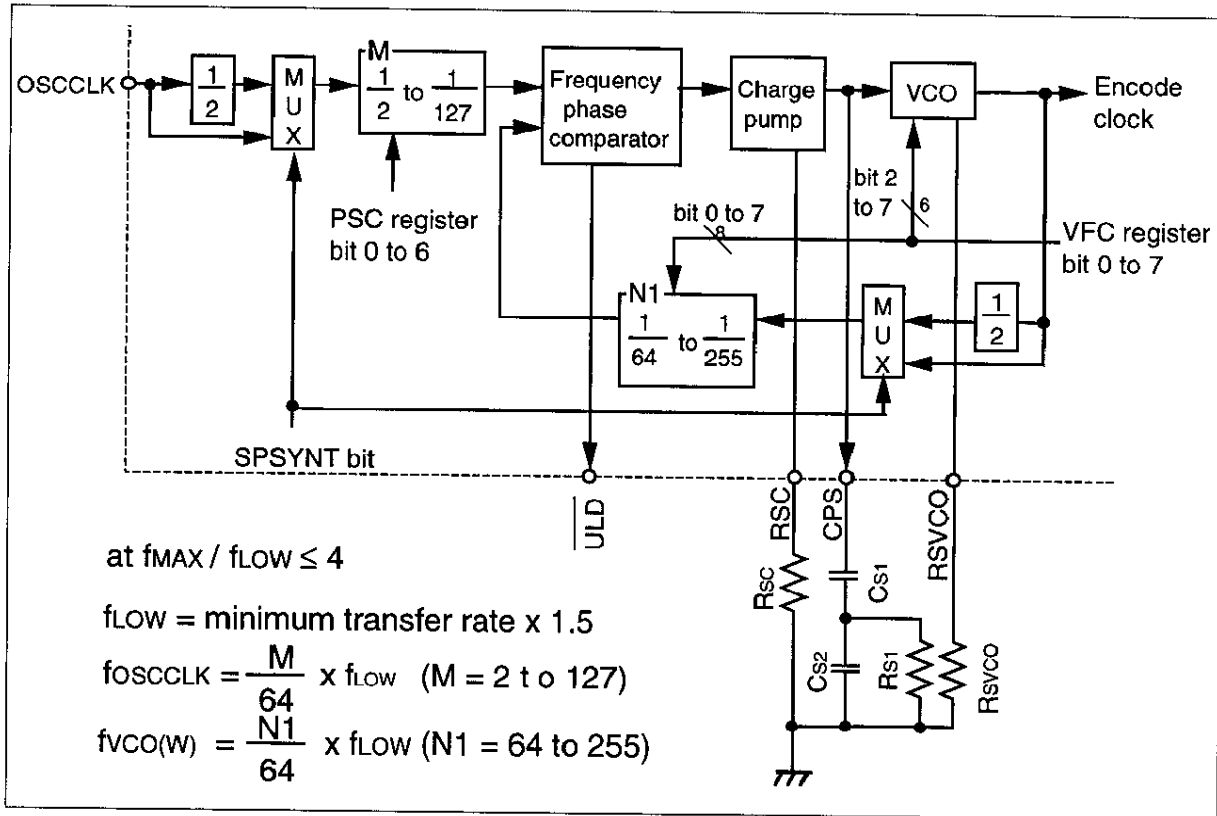 OSCCLK
1
2
M
U
X
M
1 to 1
2 127
Frequency
phase
comparator
Charge
pump
VCO
Encode
clock
PSC register
bit 0 to 6
bit 0 to 7
8
bit 2
to 7
6
VFC register
bit 0 to 7
N1
1 to 1
64 255
M
U
X
1
2
SPSYNT bit
ULD
RSC
CPS
RSVCO
RSC
CS1
CS2
RS1
RSVCO
at fMAX / fLOW ≤ 4
fLOW = minimum transfer rate x 1.5
fOSCCLK = M/64 x fLOW (M = 2 t o 127)
fVCO(W) = N1/64 x fLOW (N1 = 64 to 255)